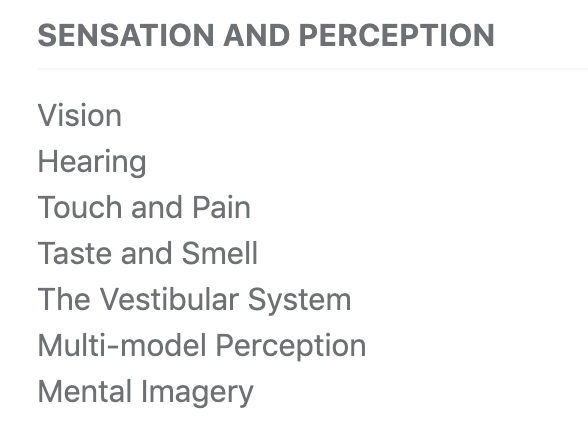 SENSATION AND PERCEPTION
Vision
Hearing
Touch and Pain
Taste and Smell
The Vestibular System
Multi-model Perception
Mental Imagery